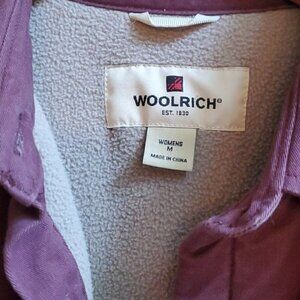 WOOLRICH®
EST. 1830
WOMENS
M
MADE IN CHINA